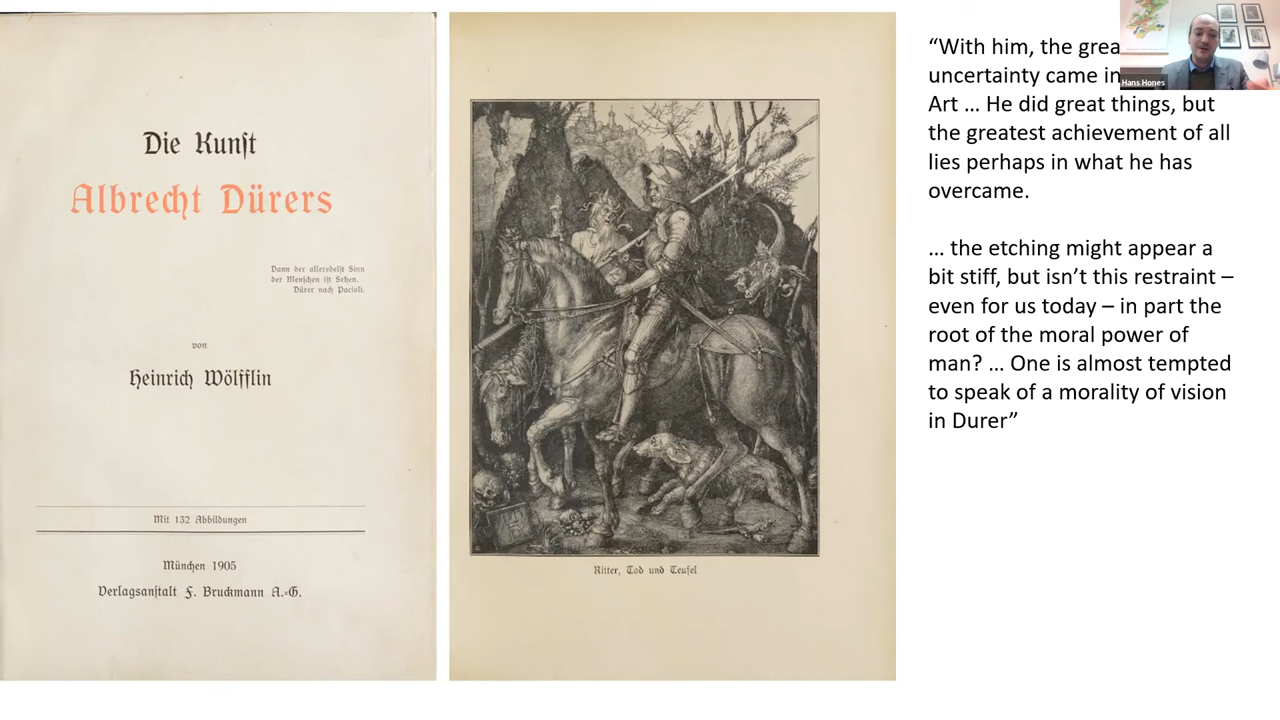 Die Kunſt
Albrecht Dürers
Dann der alleredelſt Sinn
der Menſchen iſt Sehen.
Dürer nach Pacioli.
von
Heinrich Wölfflin
Mit 132 Abbildungen
München 1905
Verlagsanſtalt F. Bruckmann A.-G.
Ritter, Tod und Teufel
“With him, the
uncertainty came
Art … He did great things, but
the greatest achievement of all
lies perhaps in what he has
overcame.
… the etching might appear a
bit stiff, but isn’t this restraint –
even for us today – in part the
root of the moral power of
man? … One is almost tempted
to speak of a morality of vision
in Durer”
Hans Hones